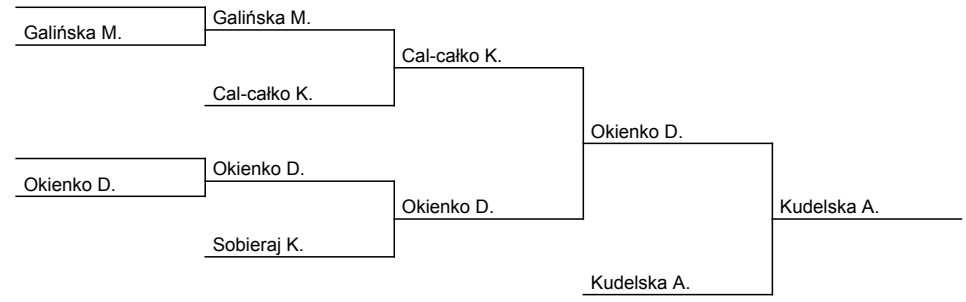 Galińska M.
Galińska M.
Cal-całko K.
Cal-całko K.
Okienko D.
Okienko D.
Okienko D.
Okienko D.
Sobieraj K.
Kudelska A.
Kudelska A.